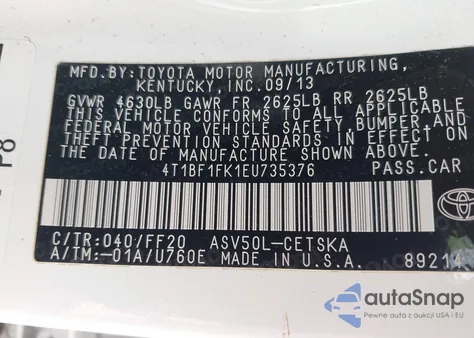 MFD.BY:TOYOTA MOTOR MANUFACTURING,
KENTUCKY, INC.09/13
GVWR 4630LB GAWR FR 2625LB RR 2625LB
THIS VEHICLE CONFORMS TO ALL APPLICABLE
FEDERAL MOTOR VEHICLE SAFETY, BUMPER AND
THEFT PREVENTION STANDARDS IN EFFECT ON
THE DATE OF MANUFACTURE SHOWN ABOVE.
4T1BF1FK1EU735376 PASS.CAR
C/TR:040/FF20 ASV50L-CETSKA
A/TM:-01A/U760E MADE IN U.S.A. 89214
P8
autoSnap
Pewne auta z aukcji USA i EU